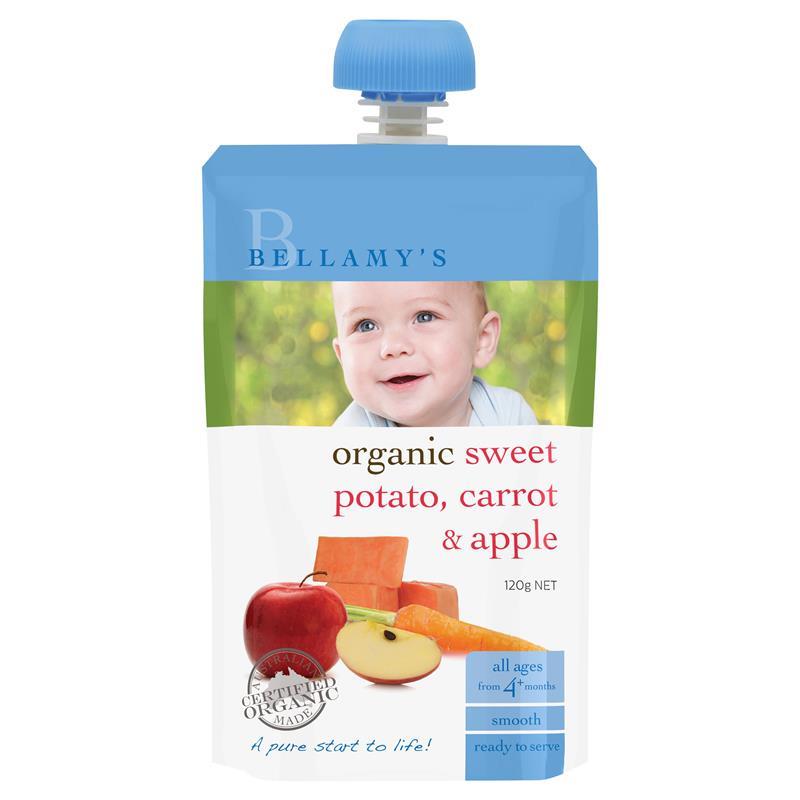 B
BELLAMY'S
organic sweet
potato, carrot
& apple
120g NET
all ages
from 4+ months
smooth
ready to serve
AUSTRALIAN
CERTIFIED
ORGANIC
MADE
A pure start to life!